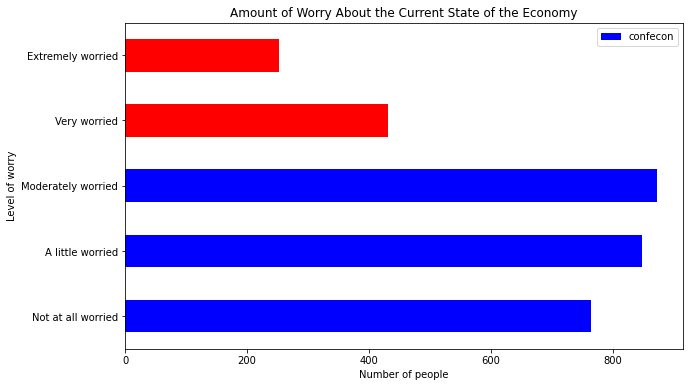 Amount of Worry About the Current State of the Economy
confecon
Extremely worried
Very worried
Moderately worried
A little worried
Not at all worried
Level of worry
0 200 400 600 800
Number of people